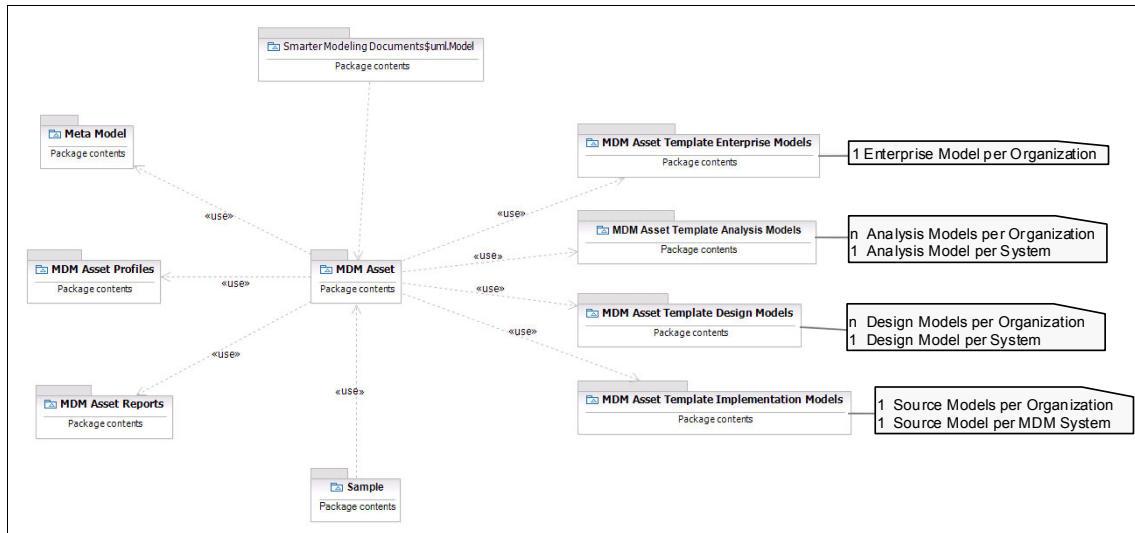 Smarter Modeling Documents$uml.Model
Package contents
Meta Model
Package contents
MDM Asset Template Enterprise Models
Package contents
1 Enterprise Model per Organization
«use»
«use»
MDM Asset Template Analysis Models
Package contents
n Analysis Models per Organization
1 Analysis Model per System
«use»
MDM Asset Profiles
Package contents
«use»
MDM Asset
Package contents
«use»
MDM Asset Template Design Models
Package contents
n Design Models per Organization
1 Design Model per System
«use»
«use»
«use»
MDM Asset Reports
Package contents
MDM Asset Template Implementation Models
Package contents
1 Source Models per Organization
1 Source Model per MDM System
Sample
Package contents